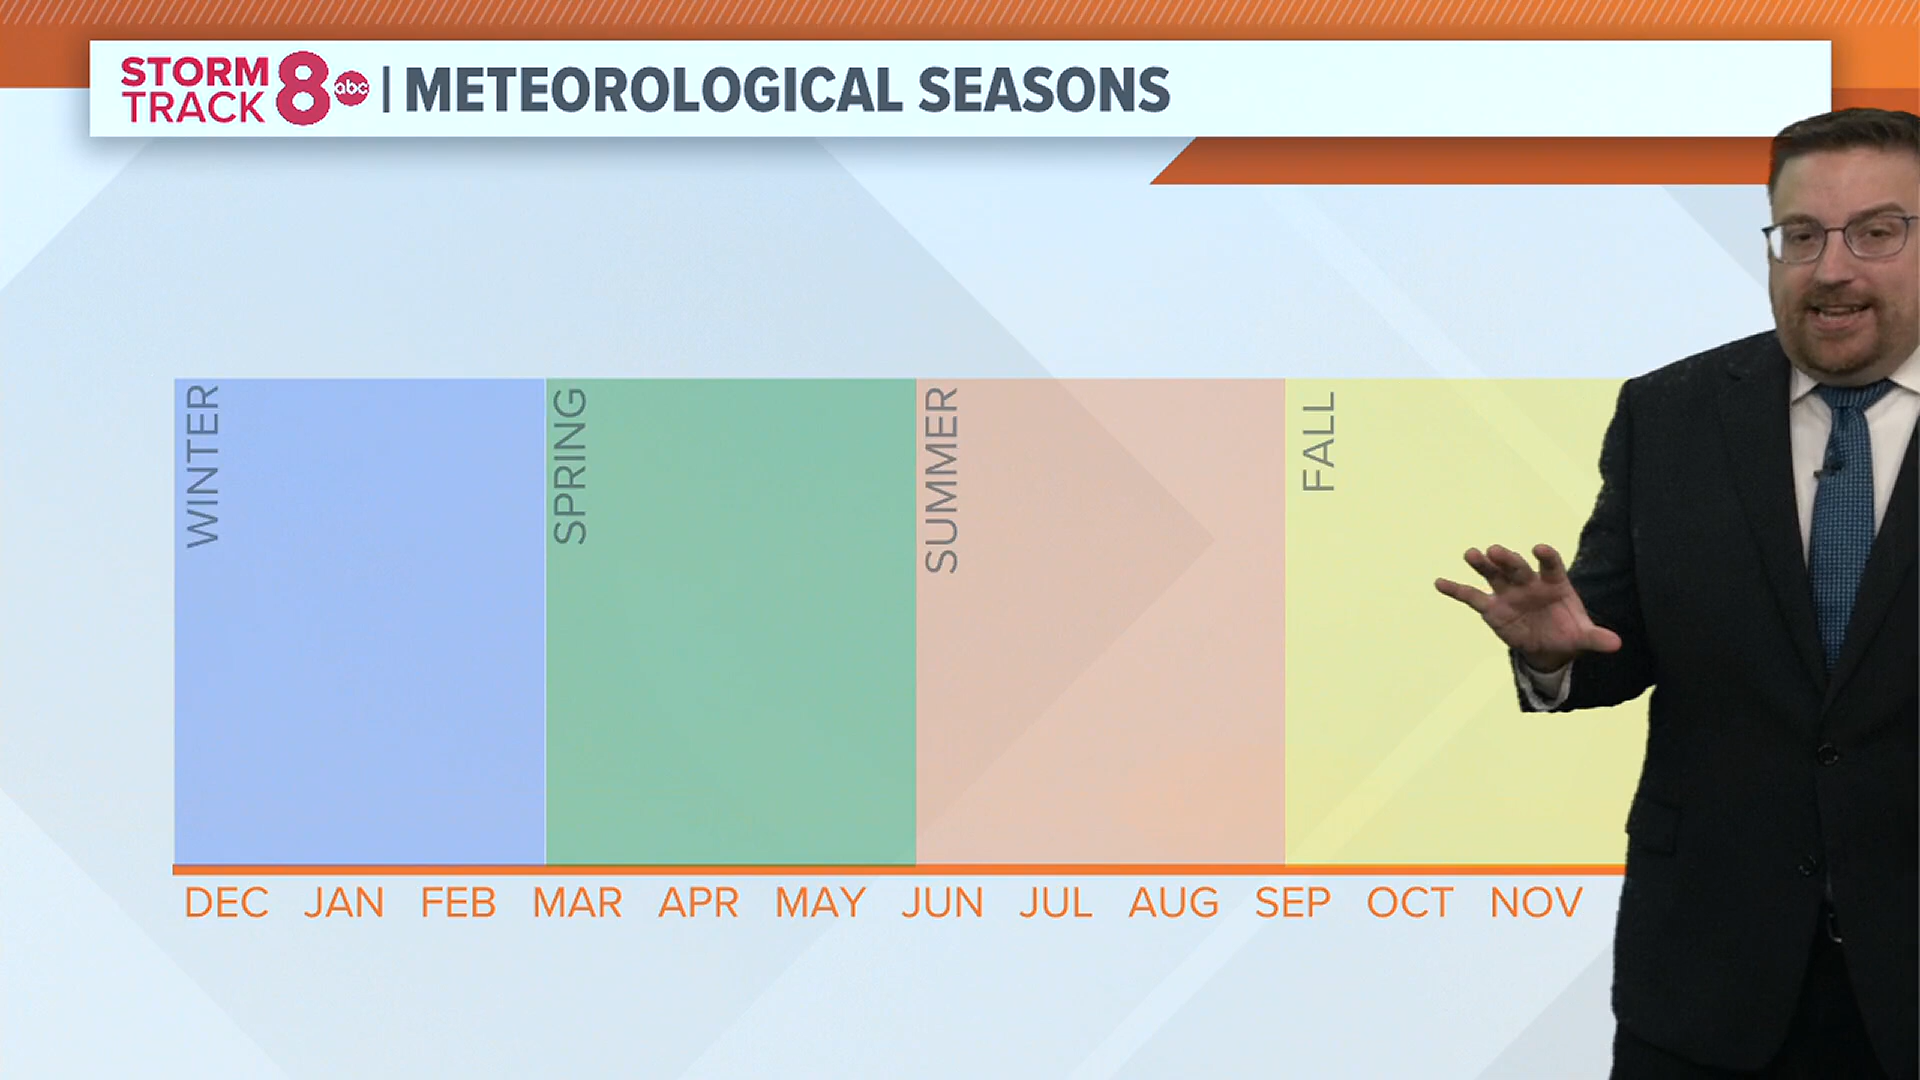 STORM
TRACK 8 abc | METEOROLOGICAL SEASONS
WINTER
SPRING
SUMMER
FALL
DEC JAN FEB MAR APR MAY JUN JUL AUG SEP OCT NOV